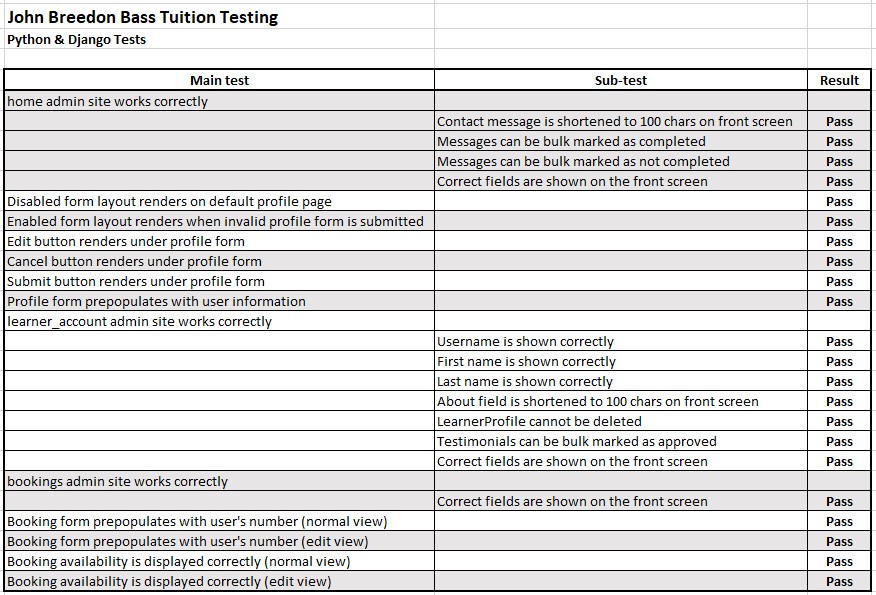 John Breedon Bass Tuition Testing
Python & Django Tests
Main test Sub-test Result
home admin site works correctly
Contact message is shortened to 100 chars on front screen Pass
Messages can be bulk marked as completed Pass
Messages can be bulk marked as not completed Pass
Correct fields are shown on the front screen Pass
Disabled form layout renders on default profile page Pass
Enabled form layout renders when invalid profile form is submitted Pass
Edit button renders under profile form Pass
Cancel button renders under profile form Pass
Submit button renders under profile form Pass
Profile form prepopulates with user information Pass
learner_account admin site works correctly
Username is shown correctly Pass
First name is shown correctly Pass
Last name is shown correctly Pass
About field is shortened to 100 chars on front screen Pass
LearnerProfile cannot be deleted Pass
Testimonials can be bulk marked as approved Pass
Correct fields are shown on the front screen Pass
bookings admin site works correctly
Correct fields are shown on the front screen Pass
Booking form prepopulates with user's number (normal view) Pass
Booking form prepopulates with user's number (edit view) Pass
Booking availability is displayed correctly (normal view) Pass
Booking availability is displayed correctly (edit view) Pass